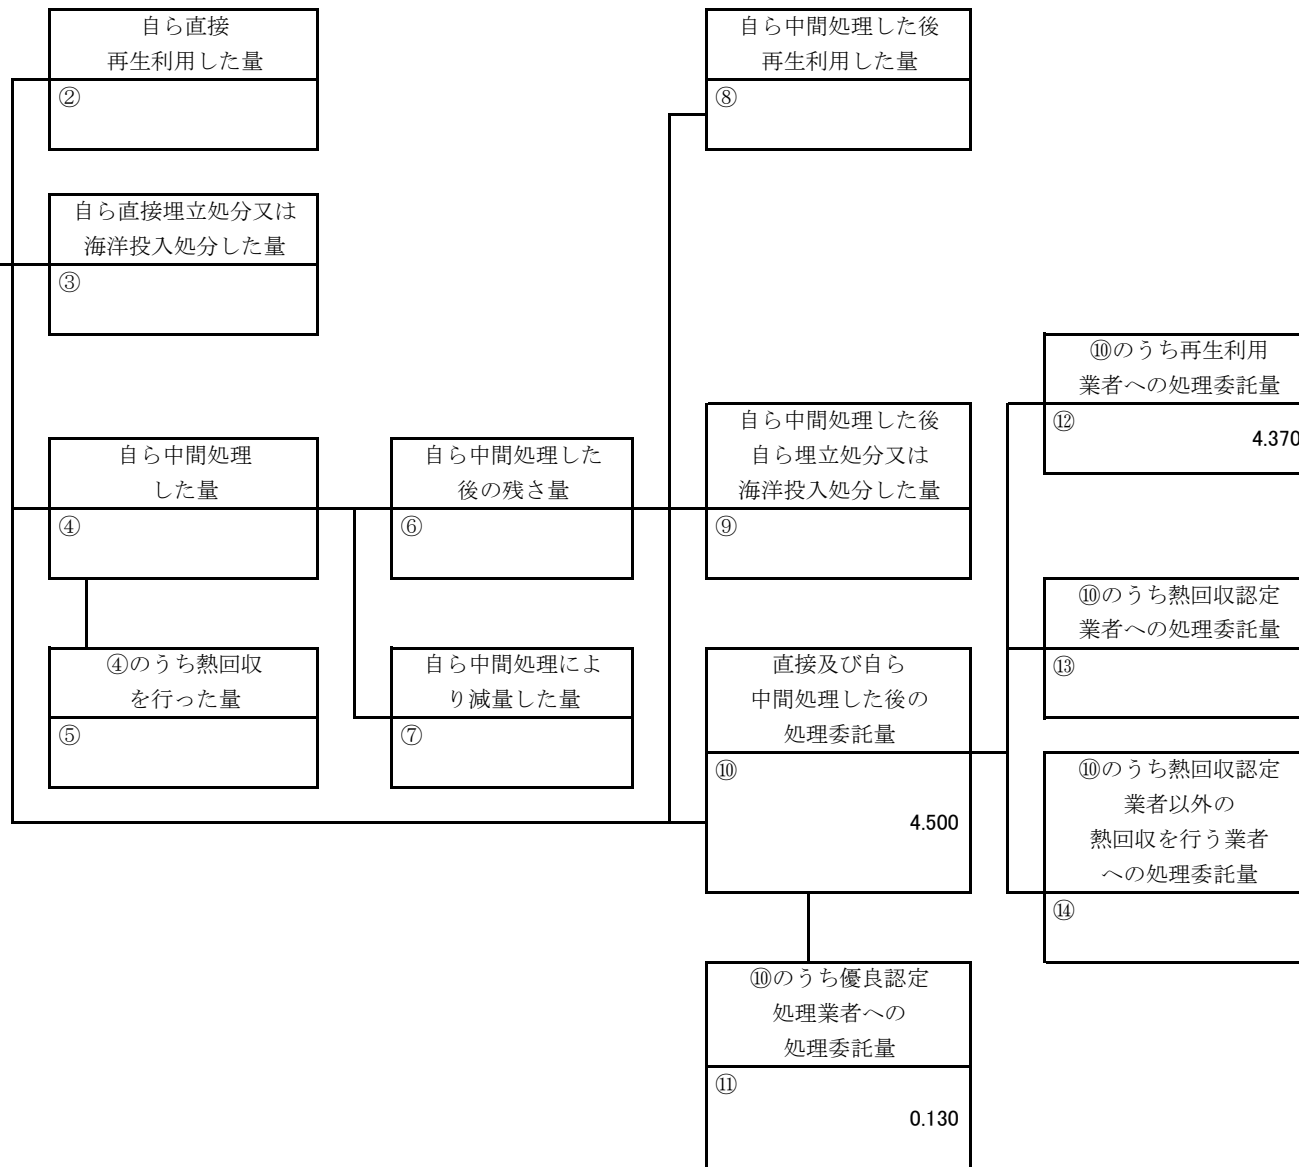 自ら直接
再生利用した量
②
自ら中間処理した後
再生利用した量
⑧
自ら直接埋立処分又は
海洋投入処分した量
③
⑩のうち再生利用
業者への処理委託量
⑫
4.370
自ら中間処理
した量
④
自ら中間処理した
後の残さ量
⑥
自ら中間処理した後
自ら埋立処分又は
海洋投入処分した量
⑨
⑩のうち熱回収認定
業者への処理委託量
⑬
④のうち熱回収
を行った量
⑤
自ら中間処理によ
り減量した量
⑦
直接及び自ら
中間処理した後の
処理委託量
⑩
4.500
⑩のうち熱回収認定
業者以外の
熱回収を行う業者
への処理委託量
⑭
⑩のうち優良認定
処理業者への
処理委託量
⑪
0.130